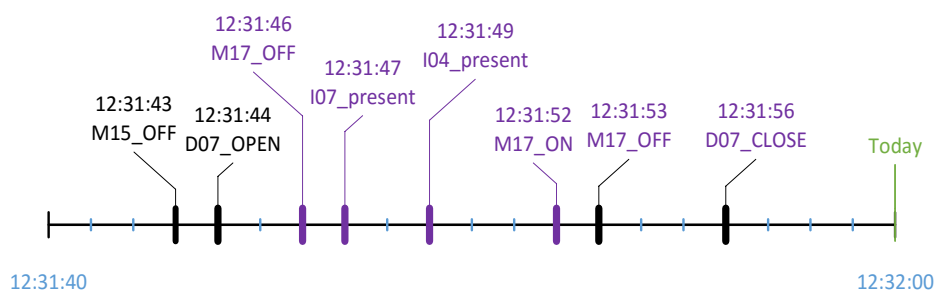 12:31:46
M17_OFF
12:31:49
I04_present
12:31:47
I07_present
12:31:43
M15_OFF
12:31:44
D07_OPEN
12:31:52
M17_ON
12:31:53
M17_OFF
12:31:56
D07_CLOSE
Today
12:31:40
12:32:00